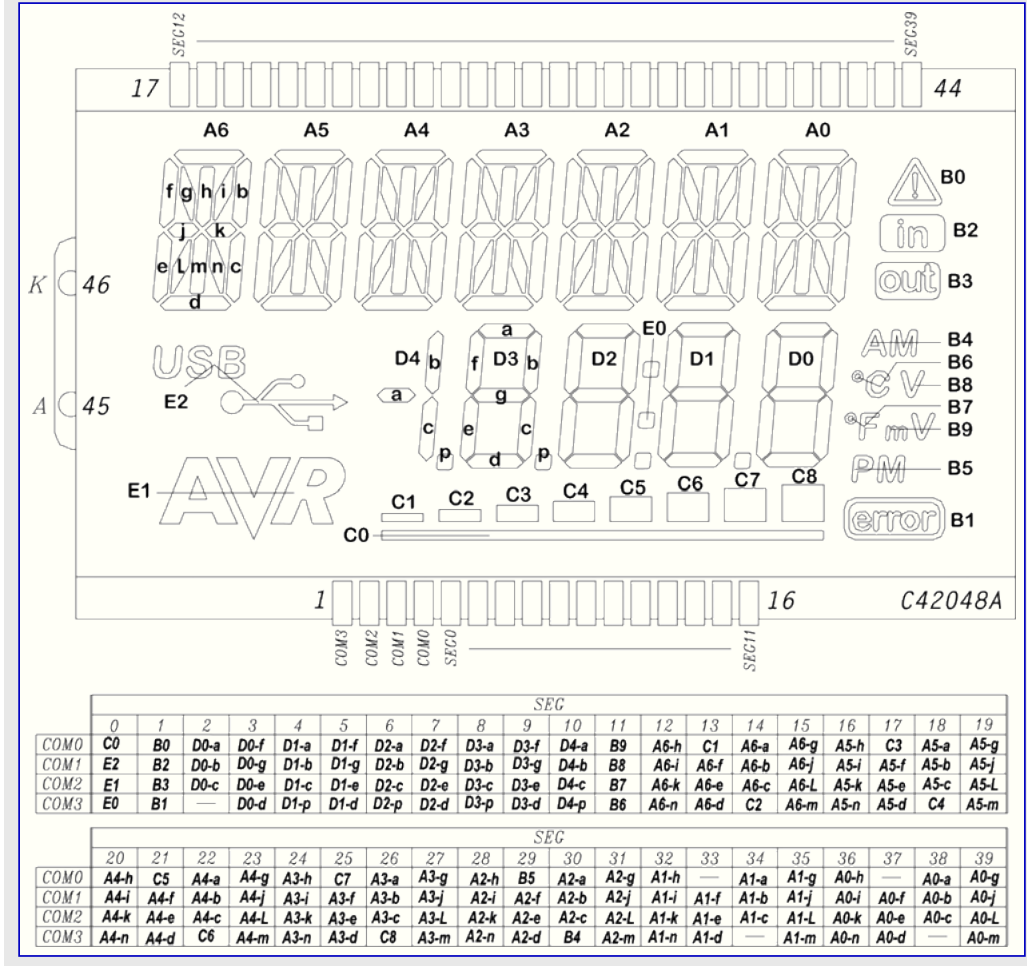 SEG12 SEG39
17 44
A6 A5 A4 A3 A2 A1 A0
f g h i b
j k
e L m n c
d
B0
in B2
out B3
K 46
A 45
USB
E2
AVR
E1
D4 b a c p
a f D3 b g e c d p
D2 E0 D1 D0
AM B4
°C V B6
B8
°F mV B7
B9
PM B5
error B1
C1 C2 C3 C4 C5 C6 C7 C8
C0
1 16 C42048A
COM3 COM2 COM1 COM0 SEG0 SEG11
SEG
0 1 2 3 4 5 6 7 8 9 10 11 12 13 14 15 16 17 18 19
COM0 C0 B0 D0-a D0-f D1-a D1-f D2-a D2-f D3-a D3-f D4-a B9 A6-h C1 A6-a A6-g A5-h C3 A5-a A5-g
COM1 E2 B2 D0-b D0-g D1-b D1-g D2-b D2-g D3-b D3-g D4-b B8 A6-i A6-f A6-b A6-j A5-i A5-f A5-b A5-j
COM2 E1 B3 D0-c D0-e D1-c D1-e D2-c D2-e D3-c D3-e D4-c B7 A6-k A6-e A6-c A6-L A5-k A5-e A5-c A5-L
COM3 E0 B1 — D0-d D1-p D1-d D2-p D2-d D3-p D3-d D4-p B6 A6-n A6-d C2 A6-m A5-n A5-d C4 A5-m
SEG
20 21 22 23 24 25 26 27 28 29 30 31 32 33 34 35 36 37 38 39
COM0 A4-h C5 A4-a A4-g A3-h C7 A3-a A3-g A2-h B5 A2-a A2-g A1-h — A1-a A1-g A0-h — A0-a A0-g
COM1 A4-i A4-f A4-b A4-j A3-i A3-f A3-b A3-j A2-i A2-f A2-b A2-j A1-i A1-f A1-b A1-j A0-i A0-f A0-b A0-j
COM2 A4-k A4-e A4-c A4-L A3-k A3-e A3-c A3-L A2-k A2-e A2-c A2-L A1-k A1-e A1-c A1-L A0-k A0-e A0-c A0-L
COM3 A4-n A4-d C6 A4-m A3-n A3-d C8 A3-m A2-n A2-d B4 A2-m A1-n A1-d — A1-m A0-n A0-d — A0-m